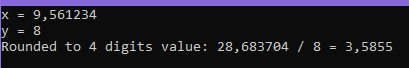 x = 9,561234
y = 8
Rounded to 4 digits value: 28,683704 / 8 = 3,5855